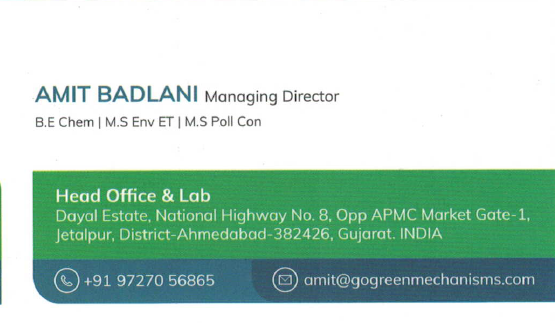 AMIT BADLANI Managing Director
B.E Chem | M.S Env ET | M.S Poll Con
Head Office & Lab
Dayal Estate, National Highway No. 8, Opp APMC Market Gate-1,
Jetalpur, District-Ahmedabad-382426, Gujarat. INDIA
+91 97270 56865 amit@gogreenmechanisms.com